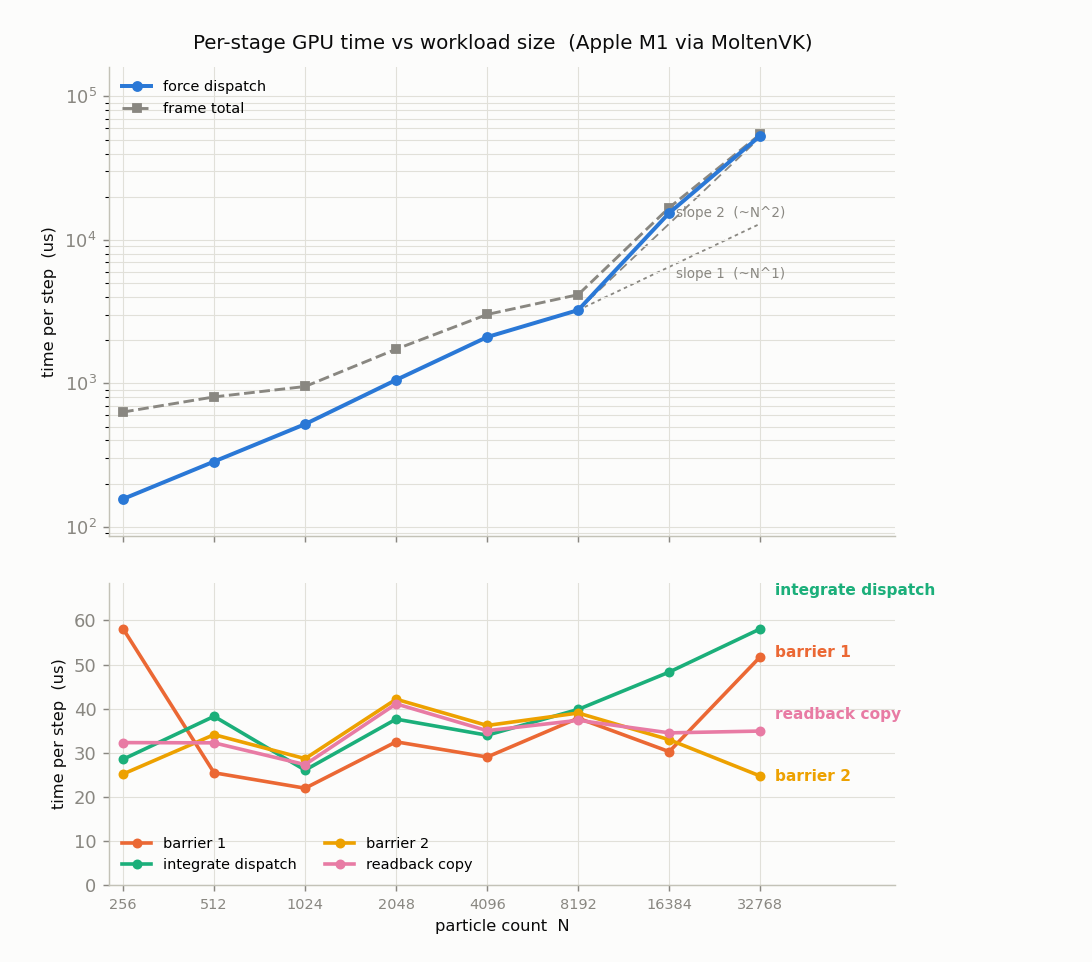 Per-stage GPU time vs workload size (Apple M1 via MoltenVK)
force dispatch
frame total
10^5
10^4
10^3
10^2
time per step (us)
slope 2 (~N^2)
slope 1 (~N^1)
integrate dispatch
barrier 1
readback copy
barrier 2
60
50
40
30
20
10
0
time per step (us)
barrier 1 barrier 2
integrate dispatch readback copy
256 512 1024 2048 4096 8192 16384 32768
particle count N